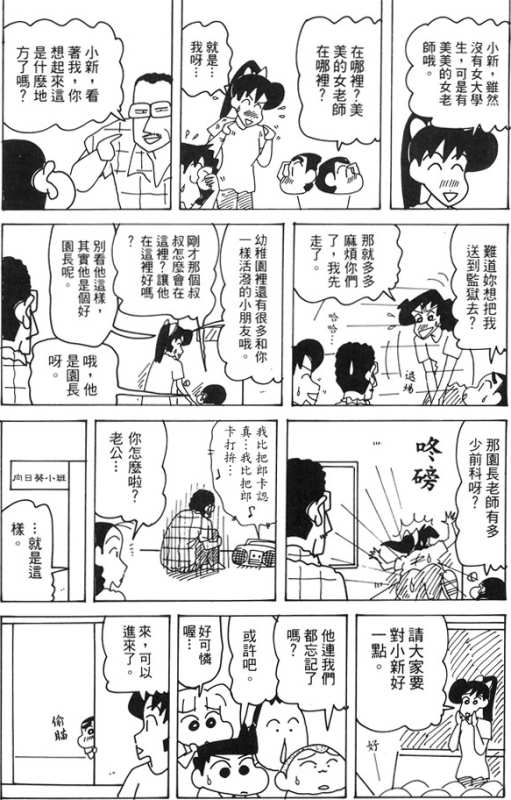 小新，雖然
沒有女大學
生，可是有
美美的女老
師哦。
在哪裡？美
美的女老師
在哪裡？
就是…
我呀…
小新，看
著我，你
想起來這
是什麼地
方了嗎？
難道妳想把我
送到監獄去？
那就多多
麻煩你們
了，我先
走了。
哈哈…
退場
幼稚園裡還有很多和你
一樣活潑的小朋友哦。
剛才那個叔
叔怎麼會在
這裡？讓他
在這裡好嗎
？
別看他這樣，
其實他是個好
園長呢。
哦，他
是園長
呀。
那園長老師有多
少前科呀？
咚磅
我比把郎卡認
真…我比把郎
卡打拚…
你怎麼啦？
老公…
向日葵小班
…就是這
樣。
請大家要
對小新好
一點。
好
他連我們
都忘記了
嗎？
或許吧。
好可憐
喔…
來，可以
進來了。
偷瞄